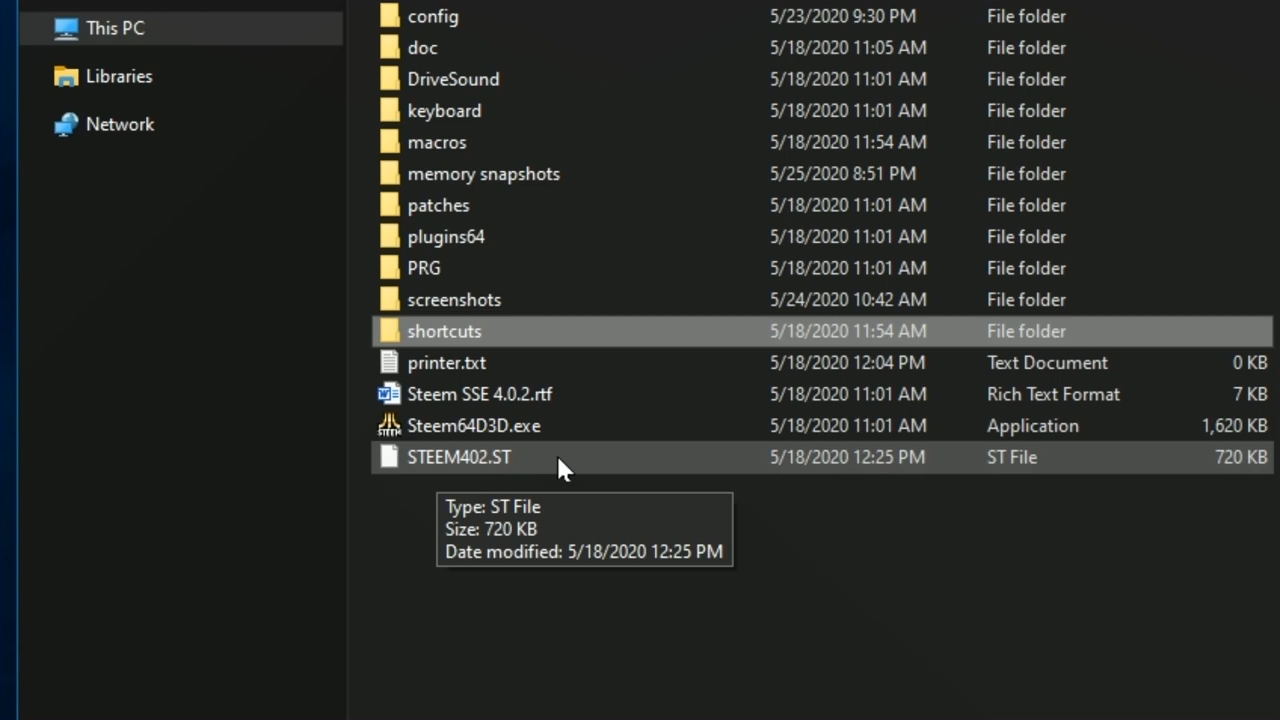 This PC
Libraries
Network
config 5/23/2020 9:30 PM File folder
doc 5/18/2020 11:05 AM File folder
DriveSound 5/18/2020 11:01 AM File folder
keyboard 5/18/2020 11:01 AM File folder
macros 5/18/2020 11:54 AM File folder
memory snapshots 5/25/2020 8:51 PM File folder
patches 5/18/2020 11:01 AM File folder
plugins64 5/18/2020 11:01 AM File folder
PRG 5/18/2020 11:01 AM File folder
screenshots 5/24/2020 10:42 AM File folder
shortcuts 5/18/2020 11:54 AM File folder
printer.txt 5/18/2020 12:04 PM Text Document 0 KB
Steem SSE 4.0.2.rtf 5/18/2020 11:01 AM Rich Text Format 7 KB
Steem64D3D.exe 5/18/2020 11:01 AM Application 1,620 KB
STEEM402.ST 5/18/2020 12:25 PM ST File 720 KB
Type: ST File
Size: 720 KB
Date modified: 5/18/2020 12:25 PM